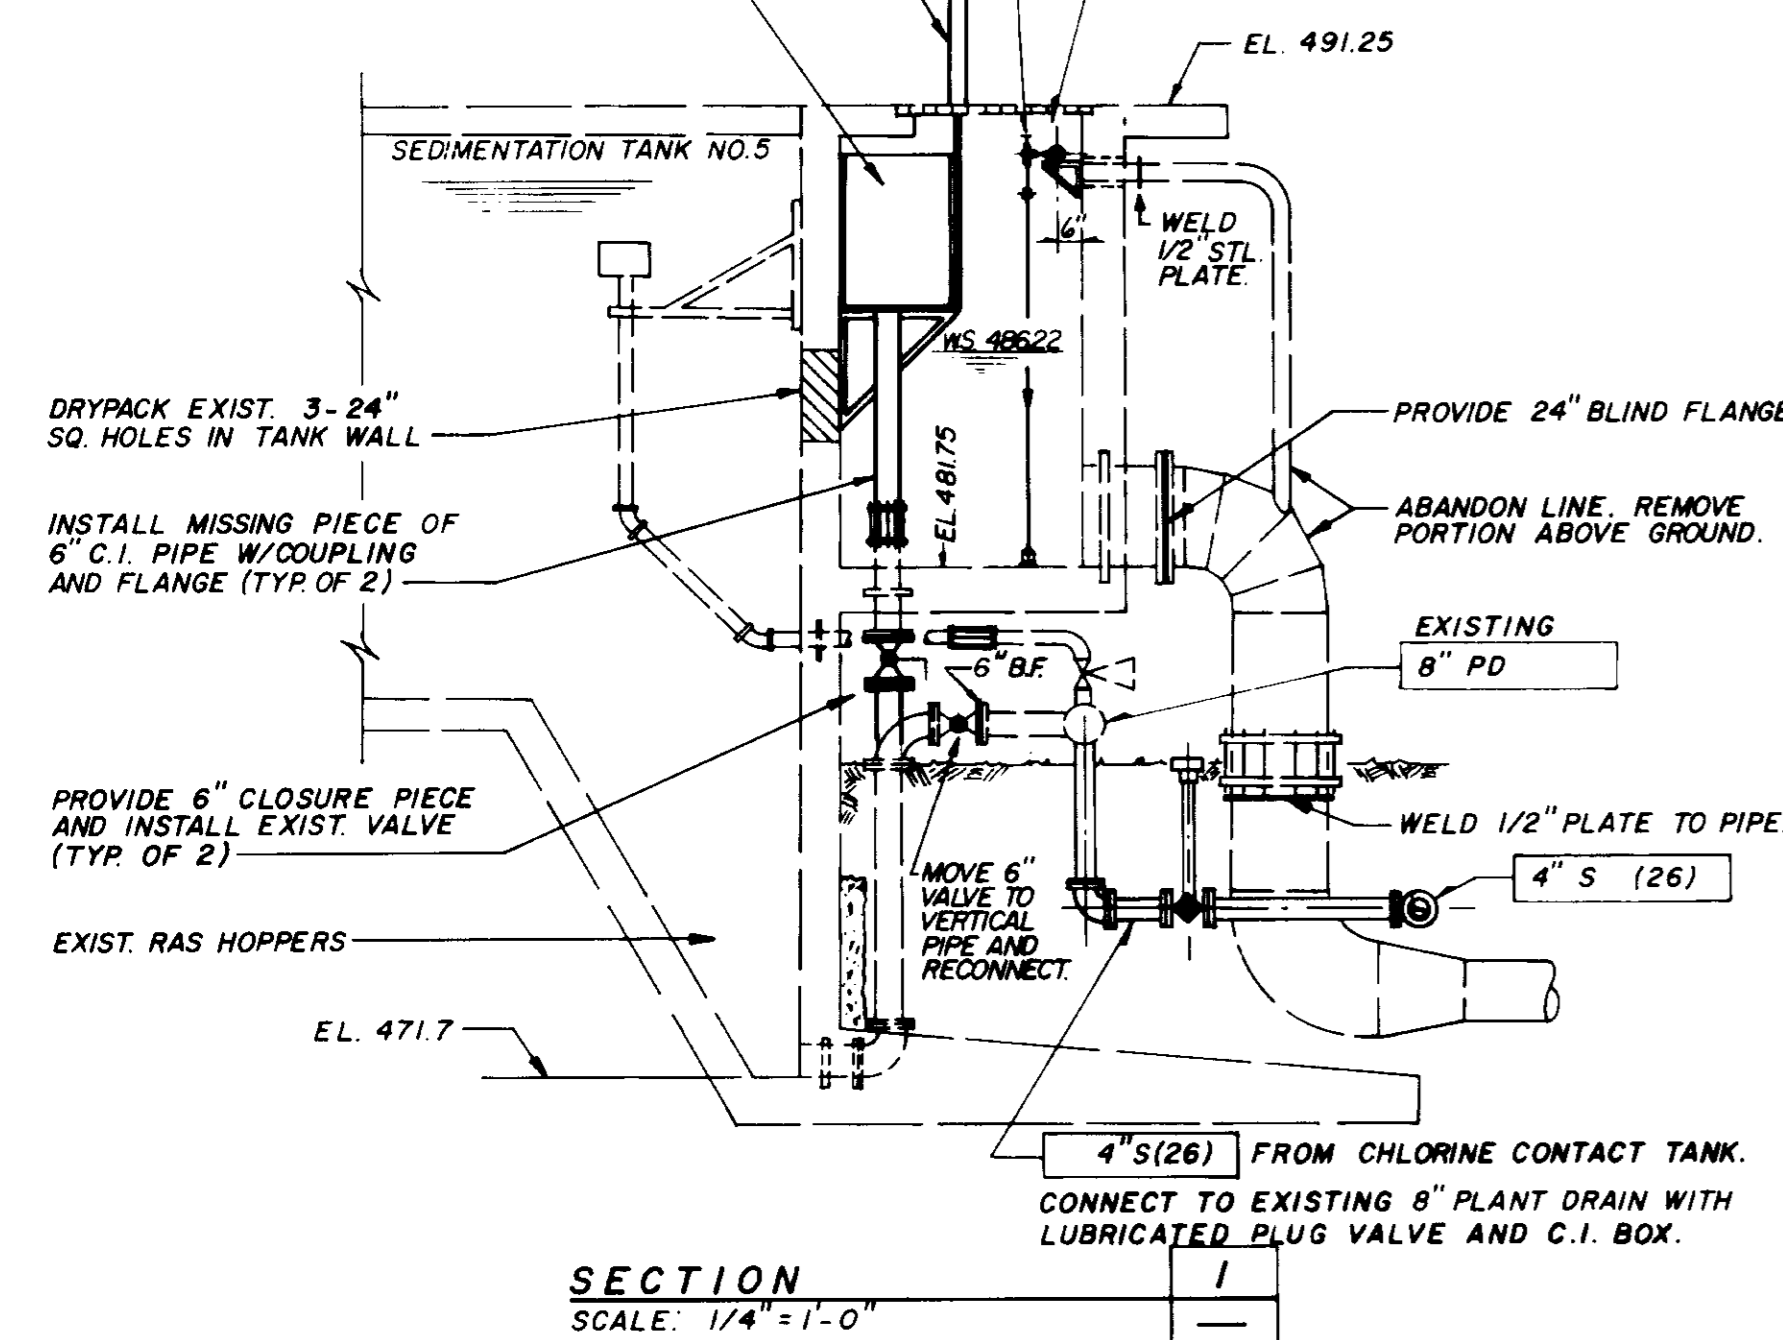 EL. 491.25
SEDIMENTATION TANK NO.5
6"
WELD
1/2" STL.
PLATE.
W.S. 486.22
DRYPACK EXIST. 3-24"
SQ. HOLES IN TANK WALL
PROVIDE 24" BLIND FLANGE
EL. 481.75
INSTALL MISSING PIECE OF
6" C.I. PIPE W/COUPLING
AND FLANGE (TYP. OF 2)
ABANDON LINE. REMOVE
PORTION ABOVE GROUND.
EXISTING
8" PD
6" B.F.
PROVIDE 6" CLOSURE PIECE
AND INSTALL EXIST. VALVE
(TYP. OF 2)
WELD 1/2" PLATE TO PIPE.
MOVE 6"
VALVE TO
VERTICAL
PIPE AND
RECONNECT.
4" S (26)
EXIST. RAS HOPPERS
EL. 471.7
4" S(26) FROM CHLORINE CONTACT TANK.
CONNECT TO EXISTING 8" PLANT DRAIN WITH
LUBRICATED PLUG VALVE AND C.I. BOX.
SECTION
1
—
SCALE: 1/4" = 1'-0"